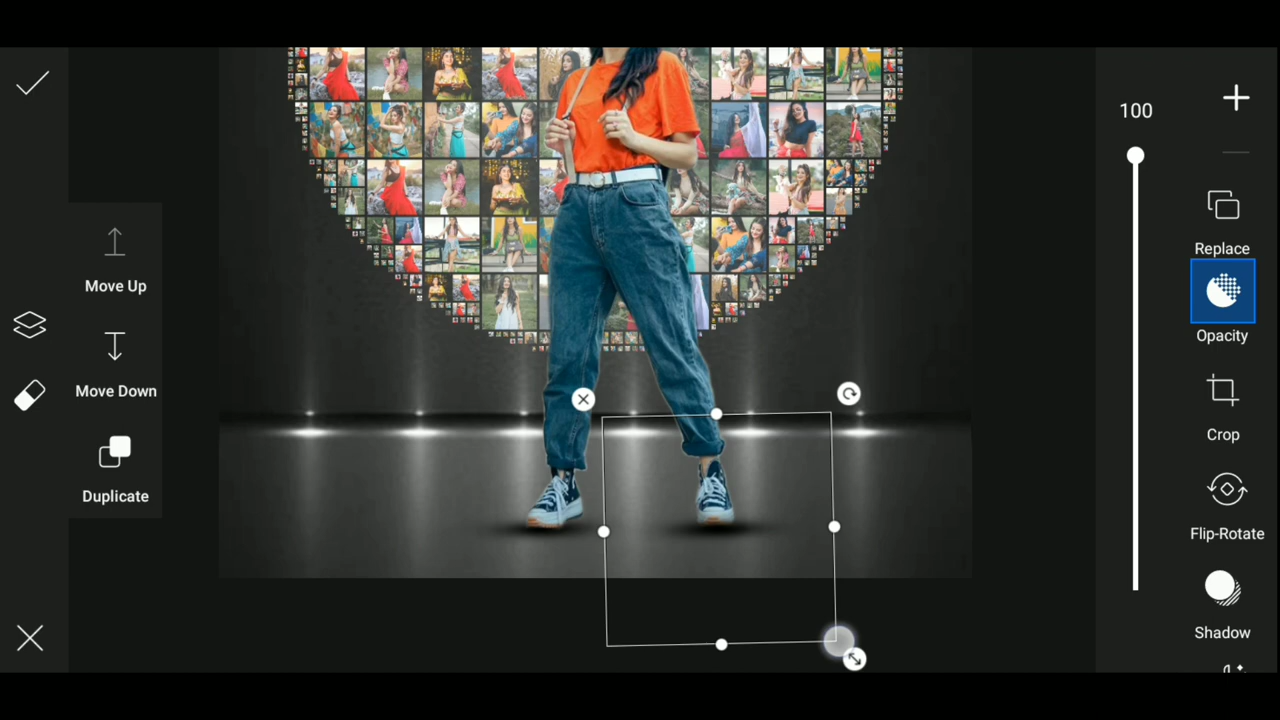 100
Replace
Opacity
Crop
Flip-Rotate
Shadow
Move Up
Move Down
Duplicate